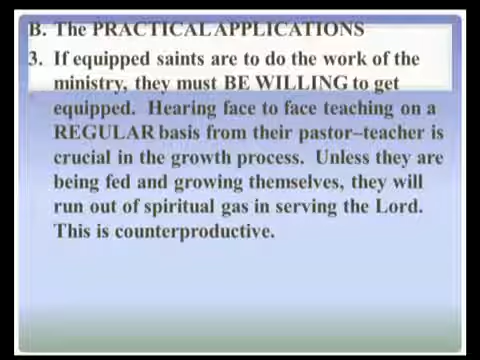 B. The PRACTICAL APPLICATIONS
3. If equipped saints are to do the work of the
ministry, they must BE WILLING to get
equipped. Hearing face to face teaching on a
REGULAR basis from their pastor–teacher is
crucial in the growth process. Unless they are
being fed and growing themselves, they will
run out of spiritual gas in serving the Lord.
This is counterproductive.